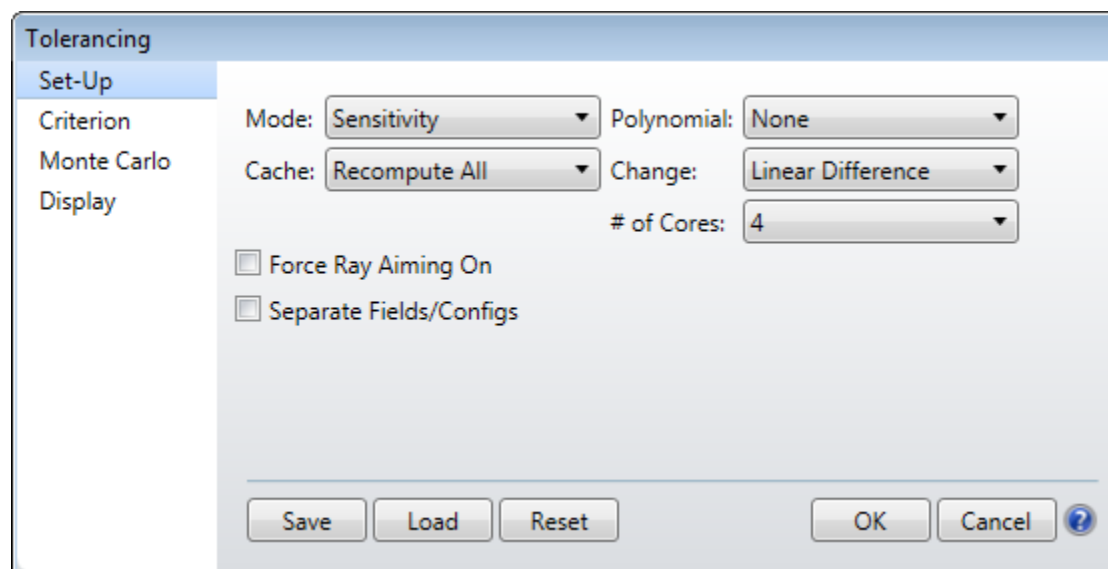 Tolerancing
Set-Up
Criterion
Monte Carlo
Display
Mode: Sensitivity Polynomial: None
Cache: Recompute All Change: Linear Difference
# of Cores: 4
Force Ray Aiming On
Separate Fields/Configs
Save Load Reset OK Cancel ?